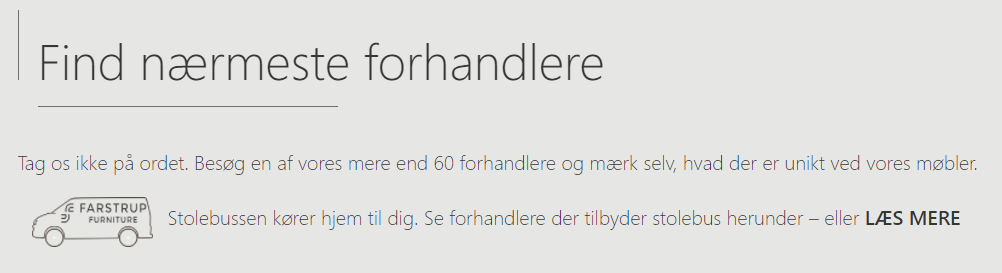 Find nærmeste forhandlere
Tag os ikke på ordet. Besøg en af vores mere end 60 forhandlere og mærk selv, hvad der er unikt ved vores møbler.
FARSTRUP
FURNITURE
Stolebussen kører hjem til dig. Se forhandlere der tilbyder stolebus herunder – eller LÆS MERE